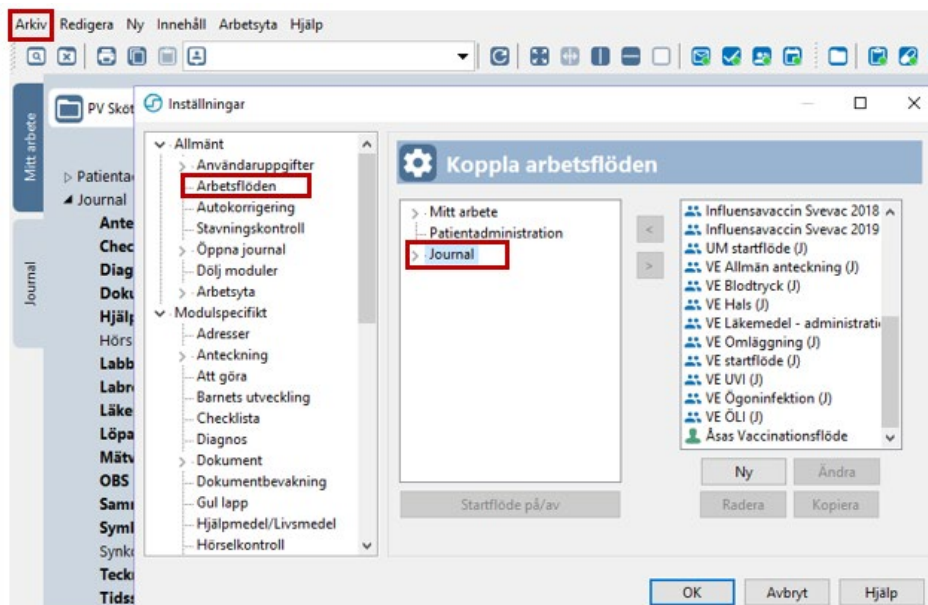 Arkiv Redigera Ny Innehåll Arbetsyta Hjälp
Mitt arbete
Journal
PV Sköt
Patienta
Journal
Ante
Chec
Diag
Doku
Hjälp
Hörs
Labb
Labr
Läke
Löpa
Mätv
OBS
Sam
Syml
Synko
Teck
Tids
Inställningar
Allmänt
Användaruppgifter
Arbetsflöden
Autokorrigering
Stavningskontroll
Öppna journal
Dölj moduler
Arbetsyta
Modulspecifikt
Adresser
Anteckning
Att göra
Barnets utveckling
Checklista
Diagnos
Dokument
Dokumentbevakning
Gul lapp
Hjälpmedel/Livsmedel
Hörselkontroll
Koppla arbetsflöden
Mitt arbete
Patientadministration
Journal
Startflöde på/av
<
>
Influensavaccin Svevac 2018
Influensavaccin Svevac 2019
UM startflöde (J)
VE Allmän anteckning (J)
VE Blodtryck (J)
VE Hals (J)
VE Läkemedel - administrati
VE Omläggning (J)
VE startflöde (J)
VE UVI (J)
VE Ögoninfektion (J)
VE ÖLI (J)
Åsas Vaccinationsflöde
Ny Ändra
Radera Kopiera
OK Avbryt Hjälp